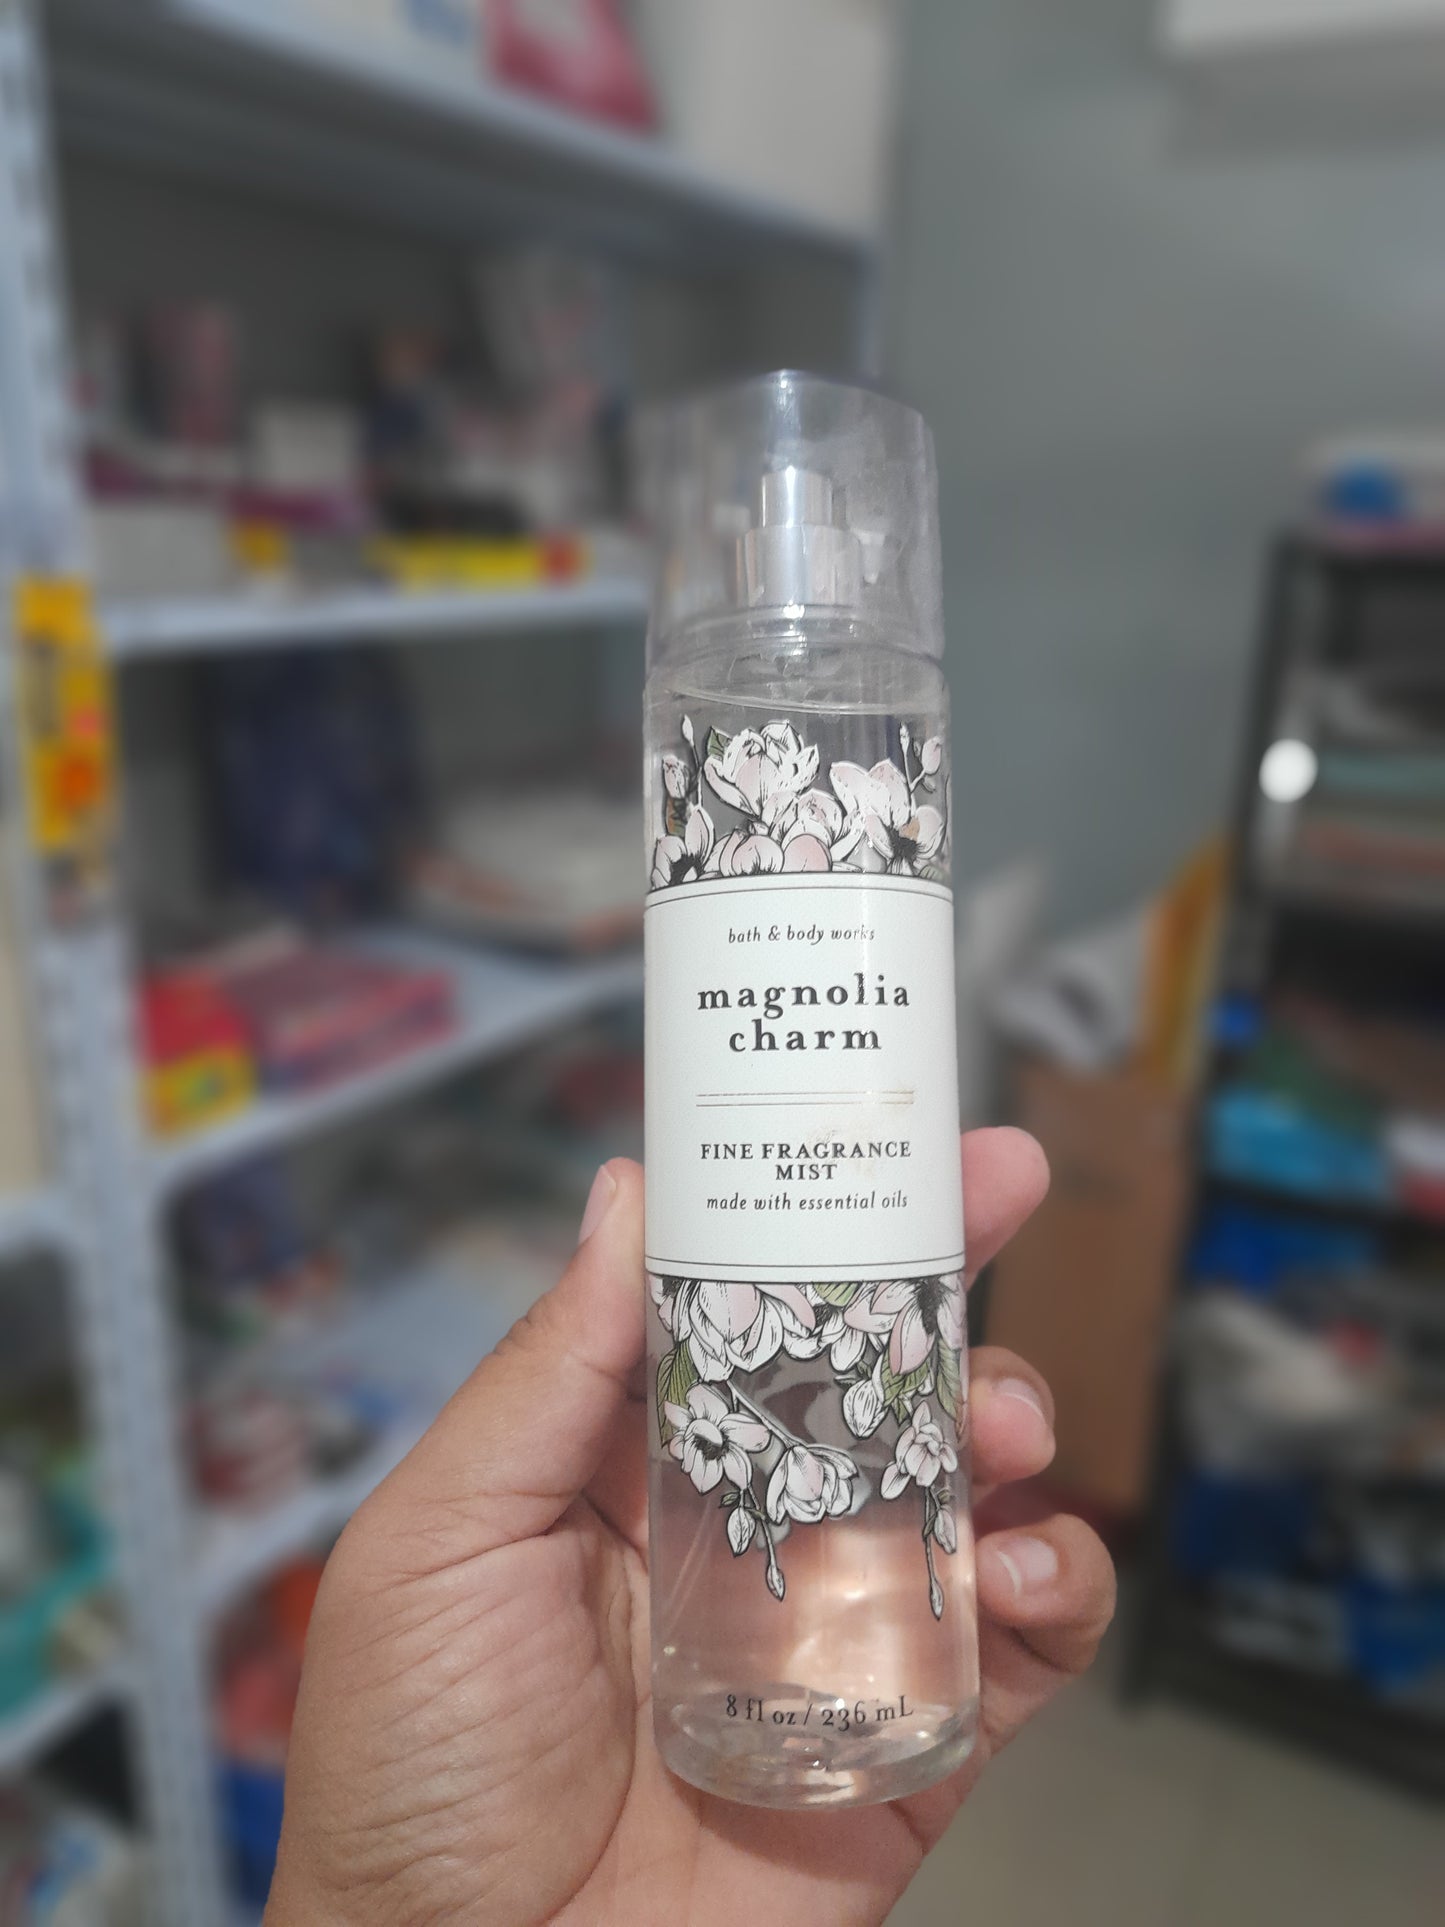 bath & body works
magnolia
charm
FINE FRAGRANCE
MIST
made with essential oils
8 fl oz / 236 mL